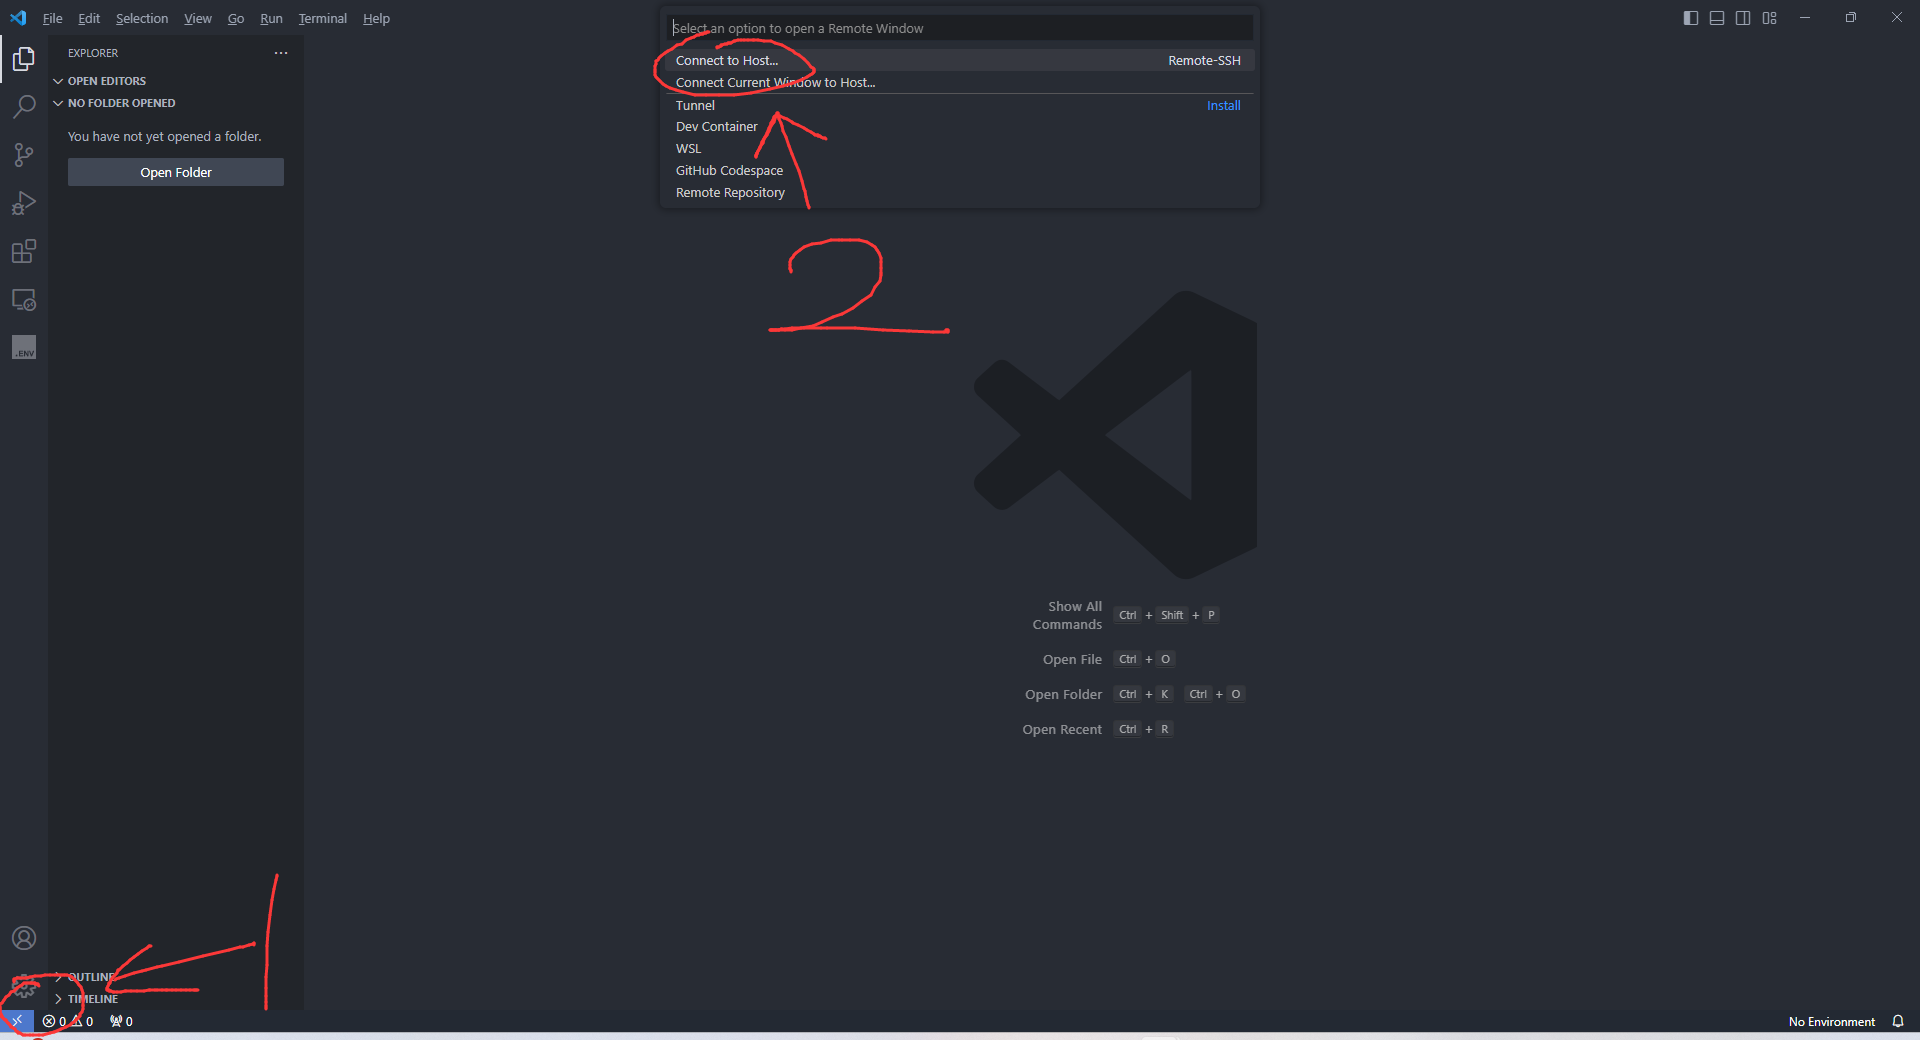 File Edit Selection View Go Run Terminal Help
Select an option to open a Remote Window
Connect to Host... Remote-SSH
Connect Current Window to Host...
Tunnel Install
Dev Container
WSL
GitHub Codespace
Remote Repository
EXPLORER ...
OPEN EDITORS
NO FOLDER OPENED
You have not yet opened a folder.
Open Folder
.ENV
2
Show All Commands Ctrl + Shift + P
Open File Ctrl + O
Open Folder Ctrl + K Ctrl + O
Open Recent Ctrl + R
1
OUTLINE
TIMELINE
0 0 0
No Environment